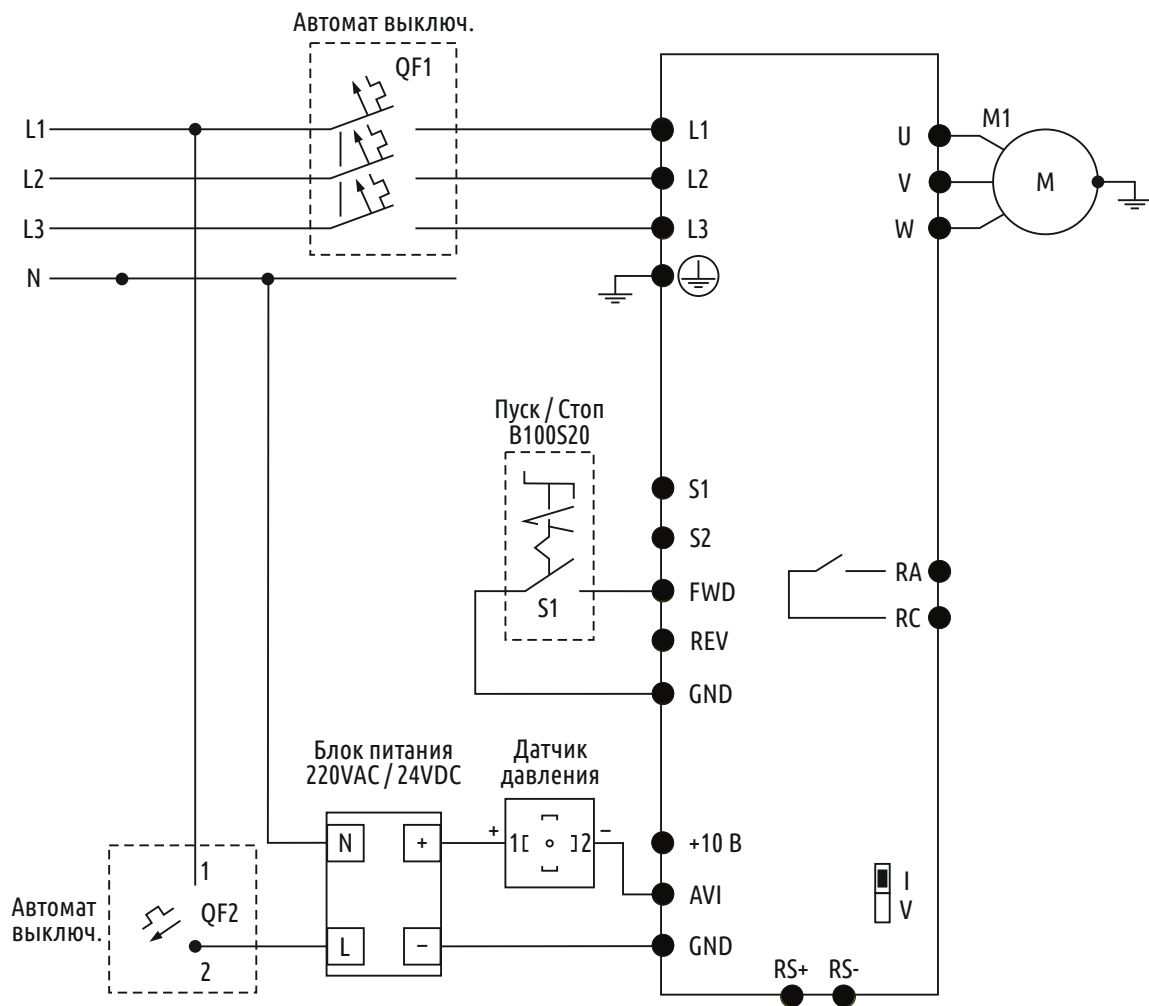 Автомат выключ.
QF1
L1
L1
U
M1
L2
L2
V
M
L3
L3
W
N
Пуск / Стоп
B100S20
S1
S2
RA
S1
FWD
RC
REV
GND
Блок питания
220VAC / 24VDC
Датчик
давления
N
+
+
1
2
−
+10 В
1
I
Автомат
выключ.
QF2
AVI
V
2
L
−
GND
RS+
RS-